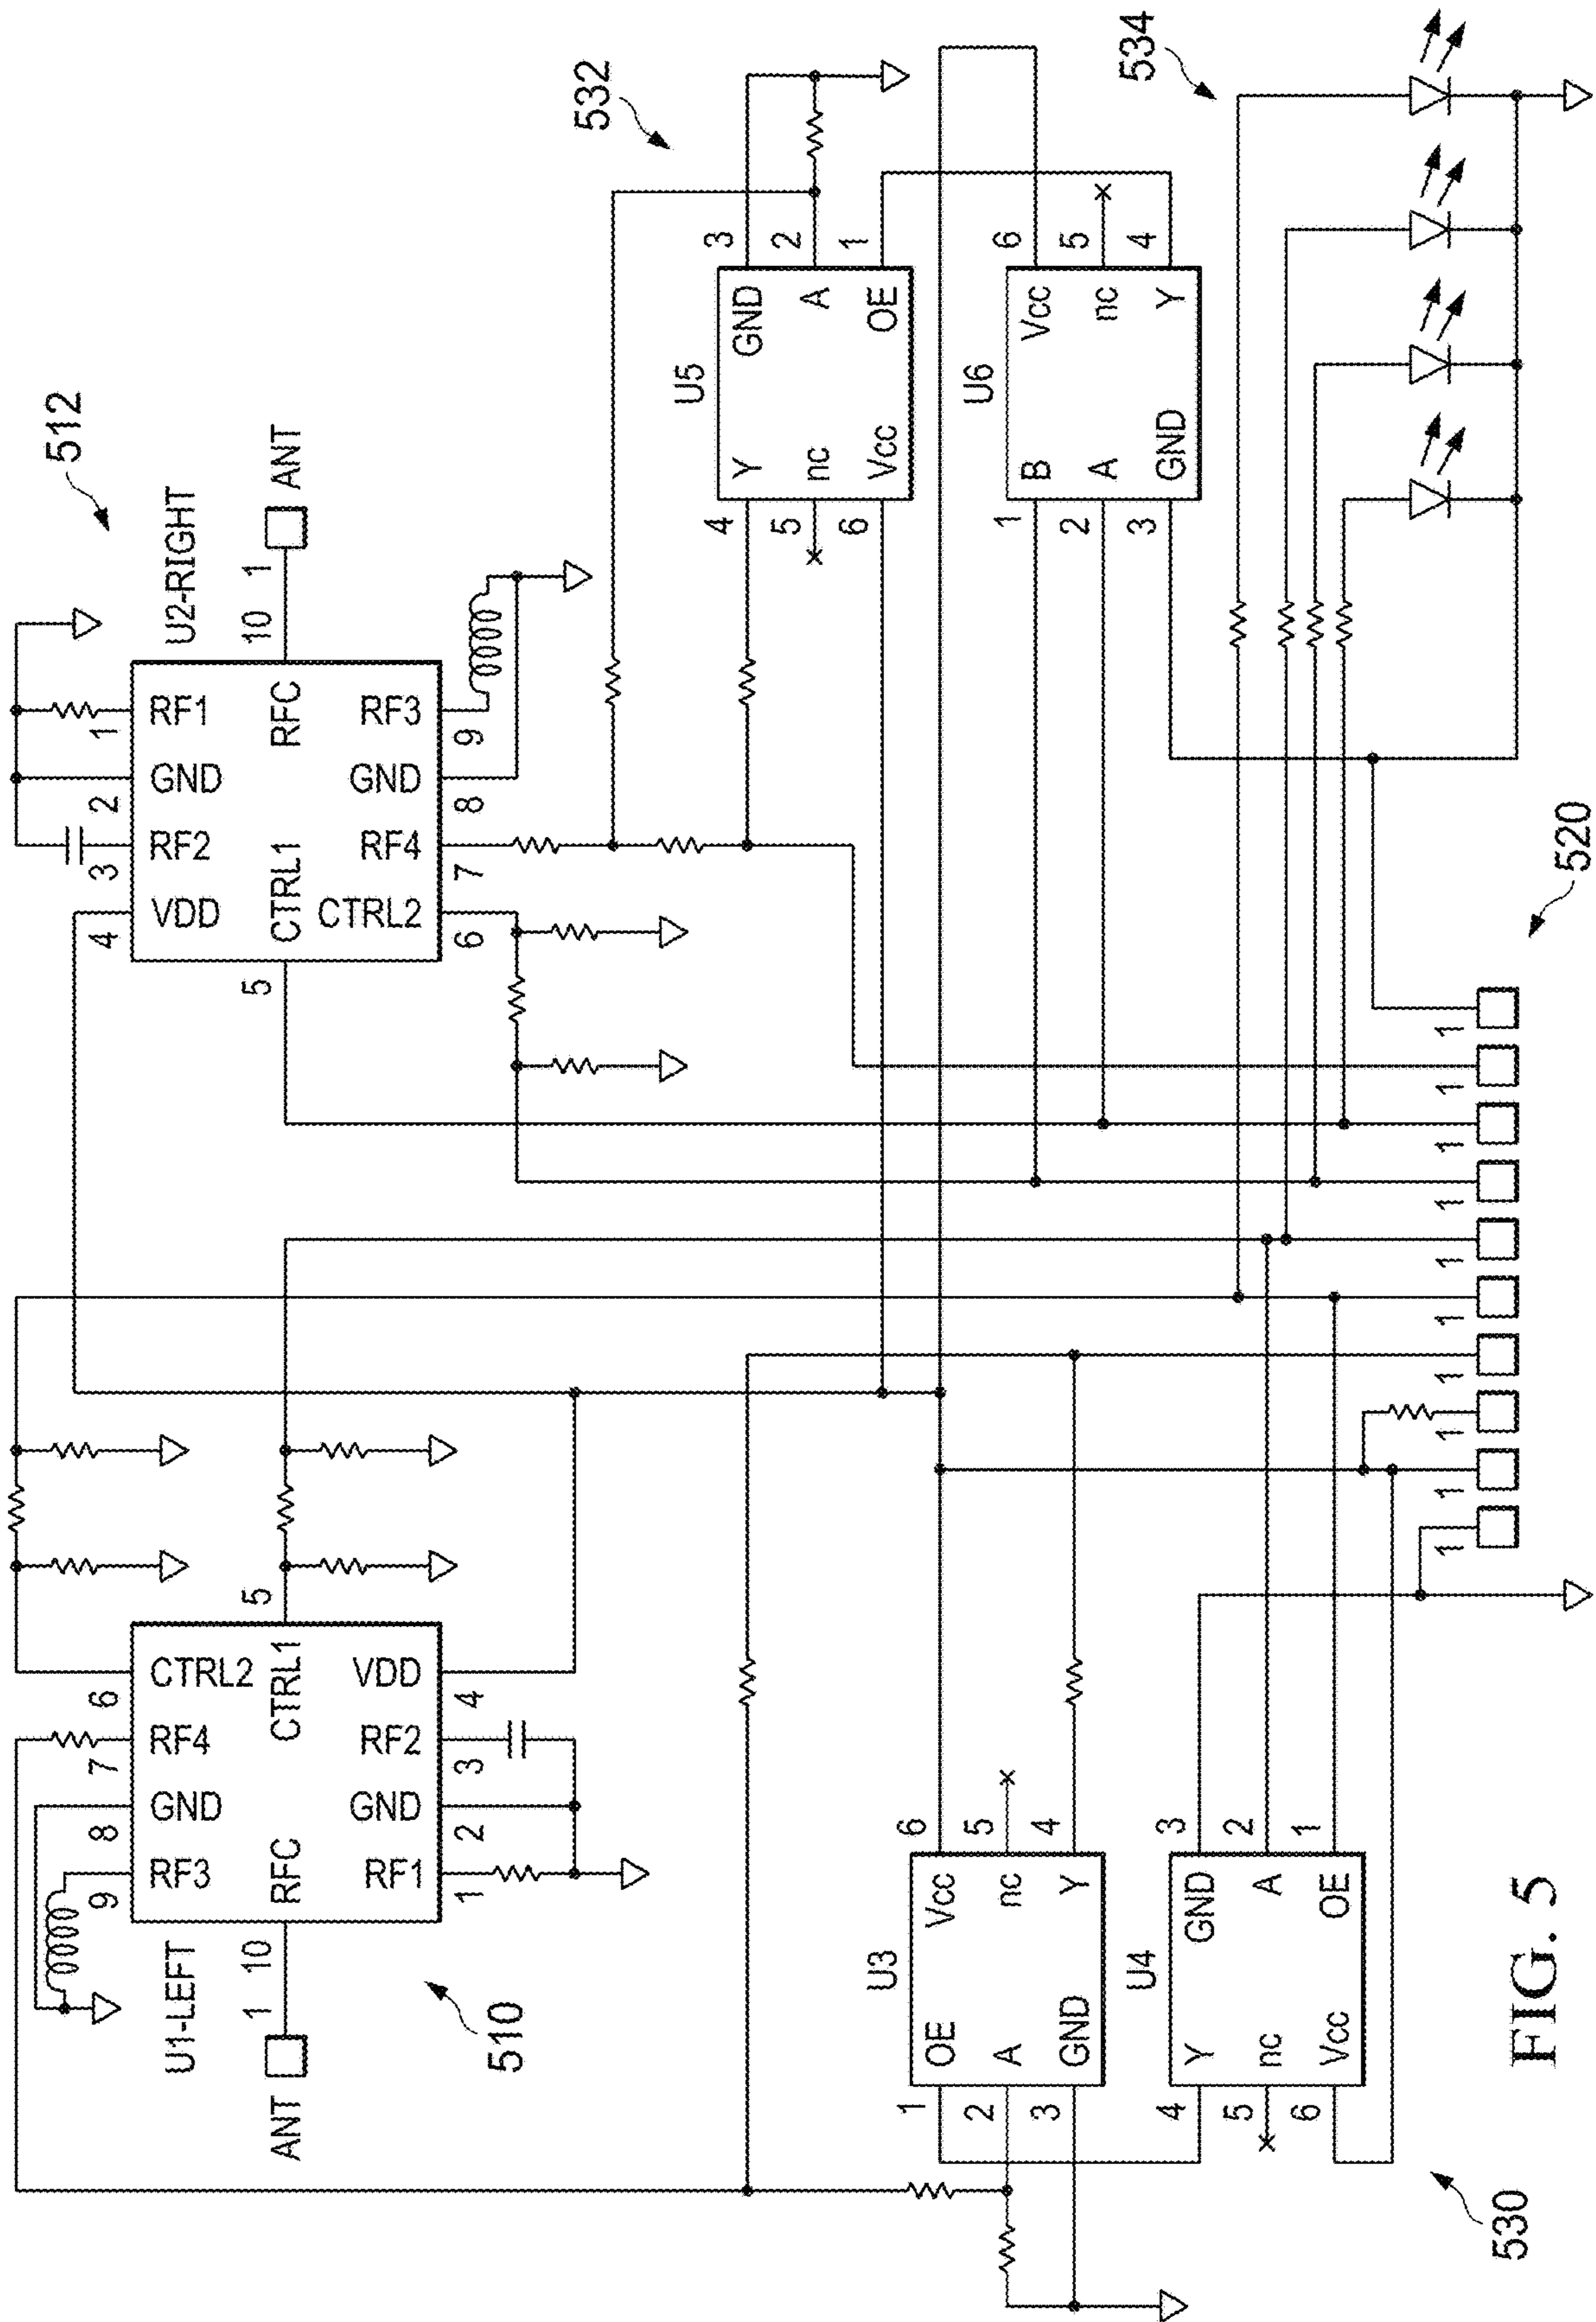 512
U2-RIGHT
ANT
1
10
RF1
1
GND
2
RF2
3
VDD
4
RFC
CTRL1
5
RF3
9
GND
8
RF4
7
CTRL2
6
532
U5
GND
3
A
2
OE
1
Y
4
nc
5
Vcc
6
U6
Vcc
6
nc
5
Y
4
B
1
A
2
GND
3
534
U1-LEFT
ANT
1
10
CTRL2
6
RF4
7
GND
8
RF3
9
CTRL1
5
RFC
VDD
4
RF2
3
GND
2
RF1
1
510
U3
OE
1
A
2
GND
3
Vcc
6
nc
5
Y
4
U4
Y
4
nc
5
Vcc
6
GND
3
A
2
OE
1
530
520
1
1
1
1
1
1
1
1
1
1
FIG. 5